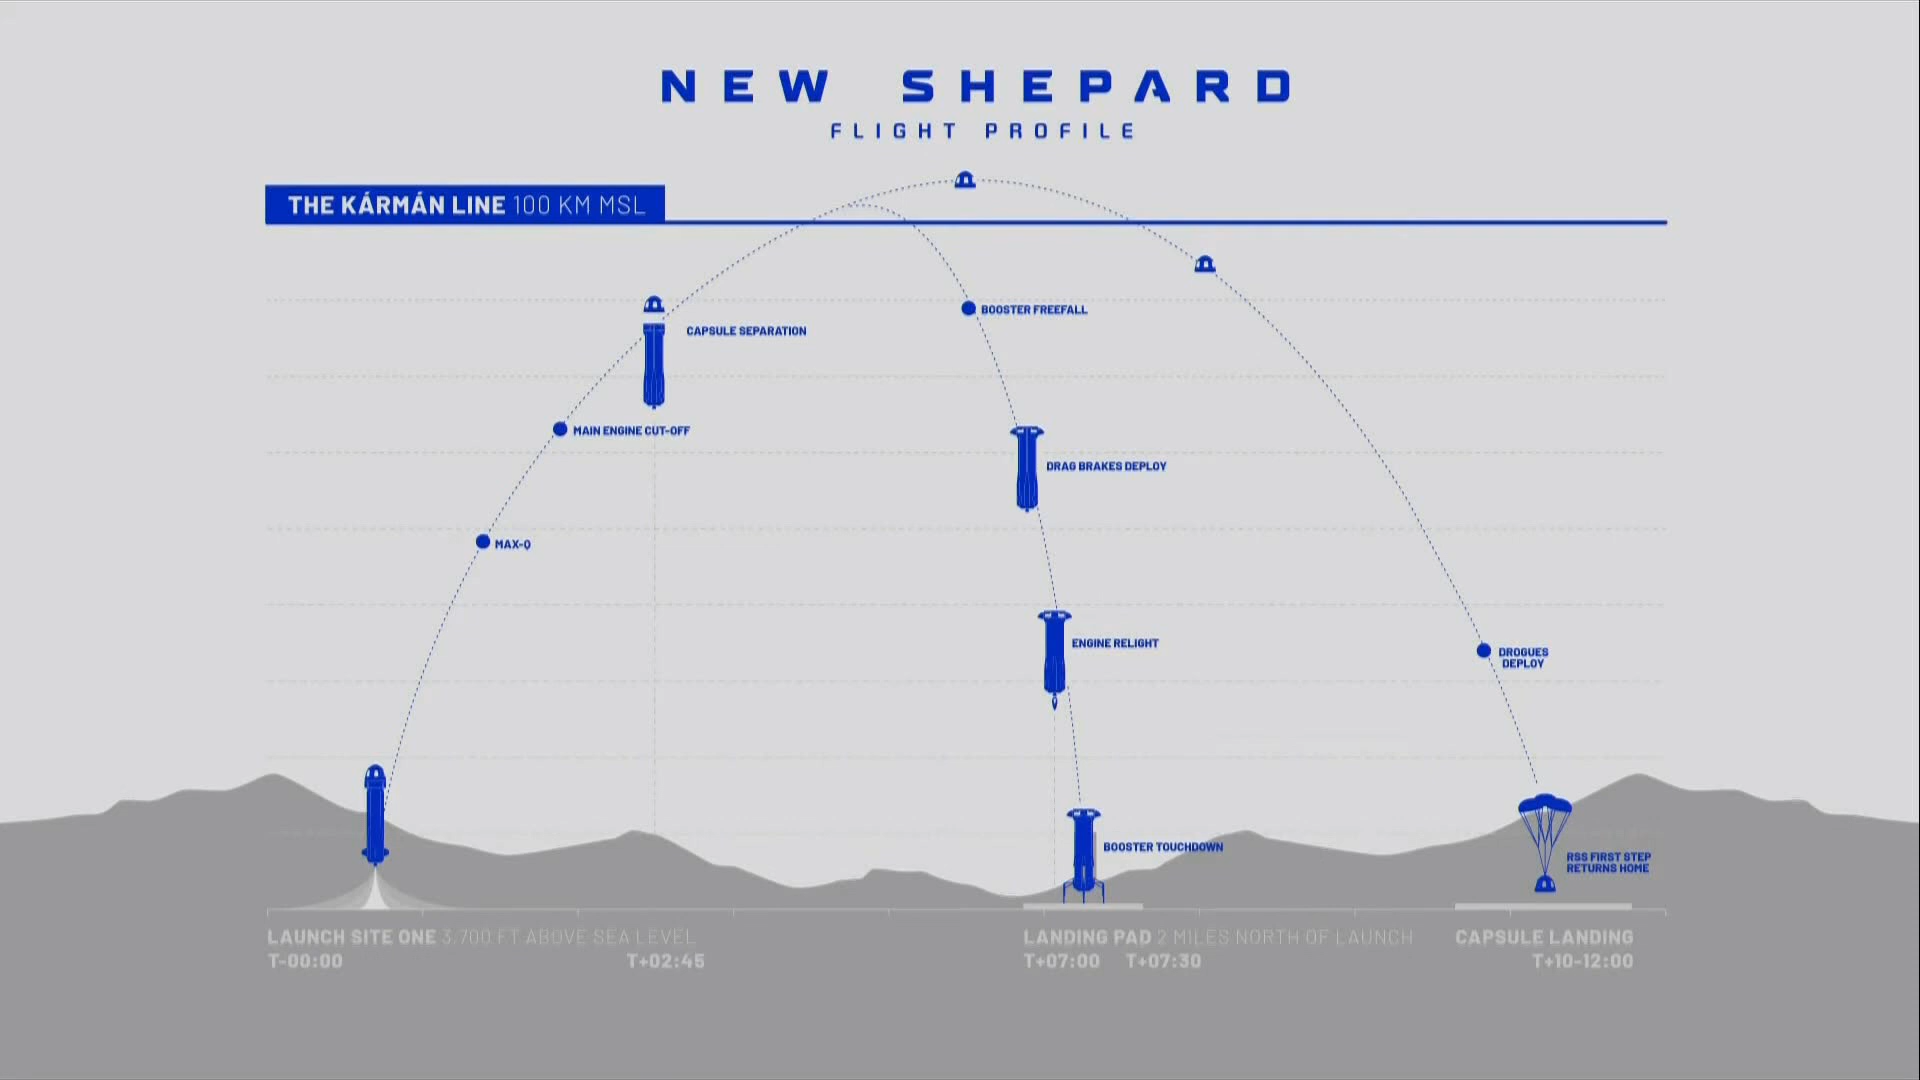 NEW SHEPARD
FLIGHT PROFILE
THE KÁRMÁN LINE 100 KM MSL
BOOSTER FREEFALL
CAPSULE SEPARATION
MAIN ENGINE CUT-OFF
DRAG BRAKES DEPLOY
MAX-Q
ENGINE RELIGHT
DROGUES
DEPLOY
BOOSTER TOUCHDOWN
RSS FIRST STEP
RETURNS HOME
LAUNCH SITE ONE 3,700 FT ABOVE SEA LEVEL
T-00:00
T+02:45
LANDING PAD 2 MILES NORTH OF LAUNCH
T+07:00 T+07:30
CAPSULE LANDING
T+10-12:00